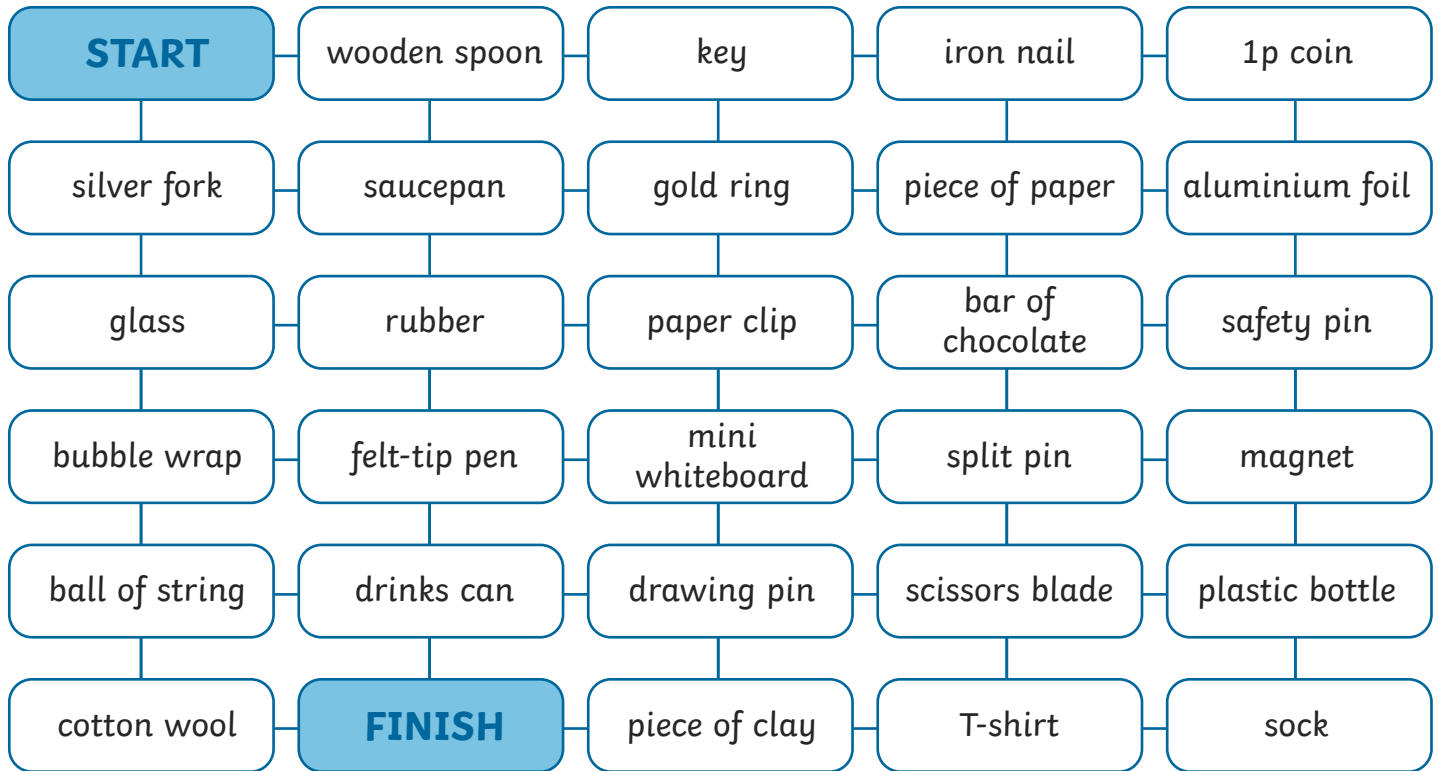 START
wooden spoon
key
iron nail
1p coin
silver fork
saucepan
gold ring
piece of paper
aluminium foil
glass
rubber
paper clip
bar of
chocolate
safety pin
bubble wrap
felt-tip pen
mini
whiteboard
split pin
magnet
ball of string
drinks can
drawing pin
scissors blade
plastic bottle
cotton wool
FINISH
piece of clay
T-shirt
sock